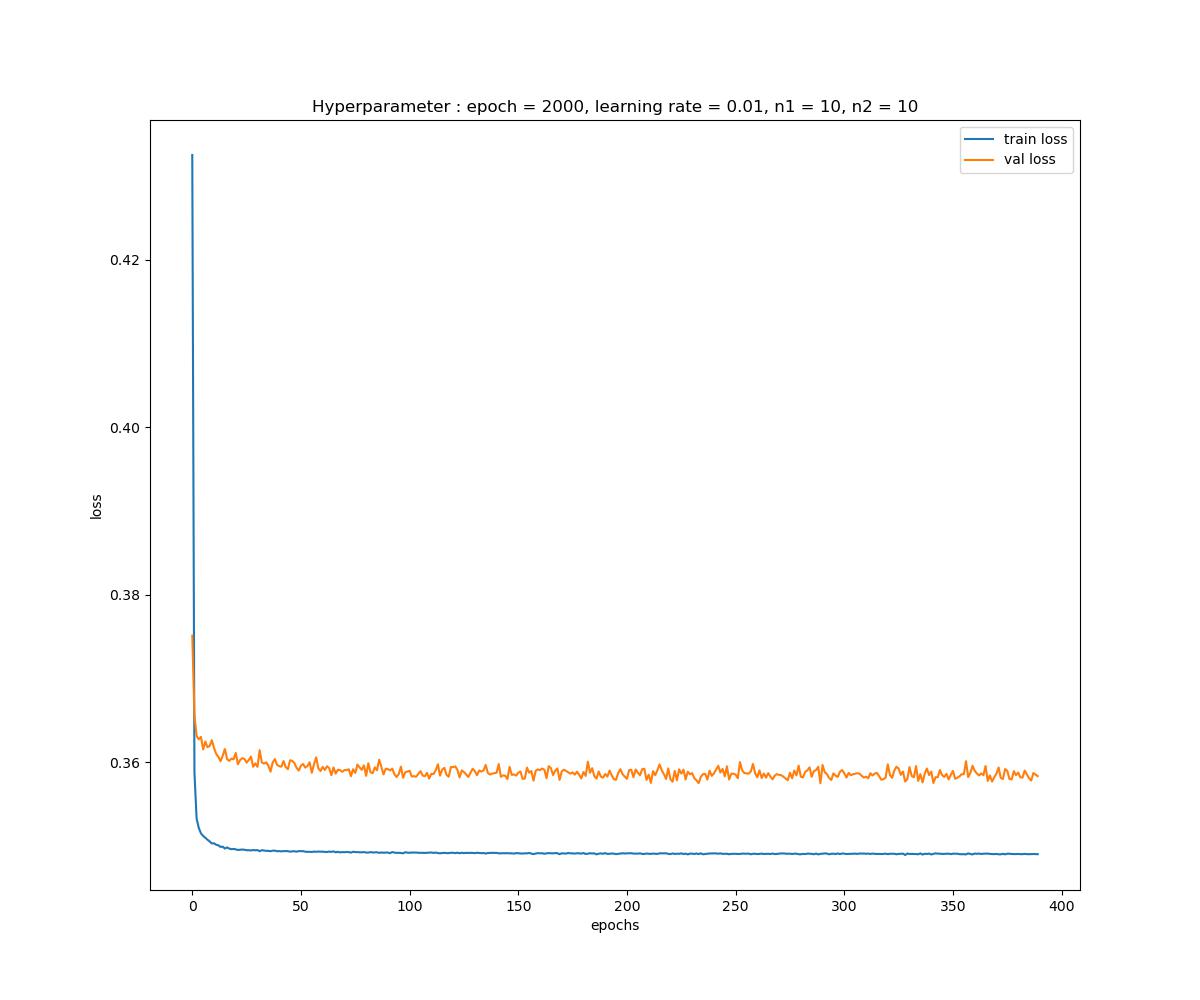 Hyperparameter : epoch = 2000, learning rate = 0.01, n1 = 10, n2 = 10
train loss
val loss
0.42
0.40
0.38
0.36
loss
0 50 100 150 200 250 300 350 400
epochs